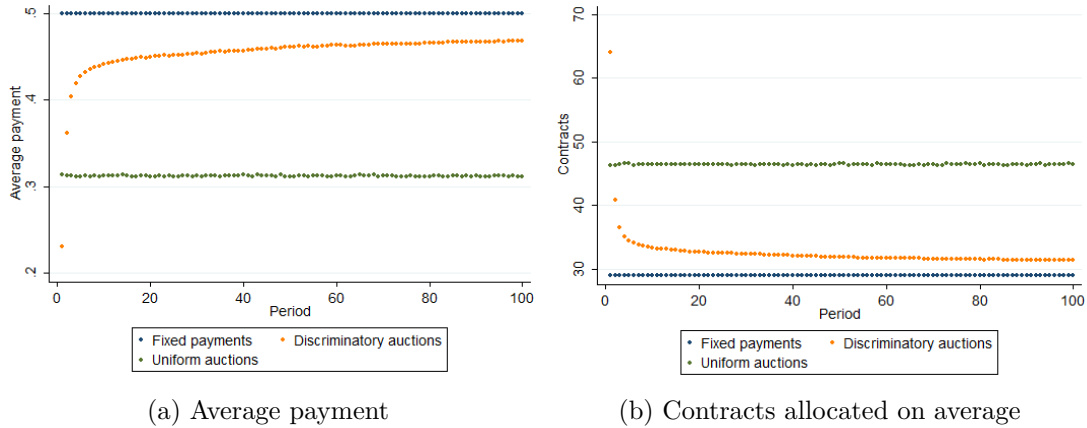 .5
.4
.3
.2
Average payment
0 20 40 60 80 100
Period
Fixed payments Discriminatory auctions
Uniform auctions
(a) Average payment
70
60
50
40
30
Contracts
0 20 40 60 80 100
Period
Fixed payments Discriminatory auctions
Uniform auctions
(b) Contracts allocated on average